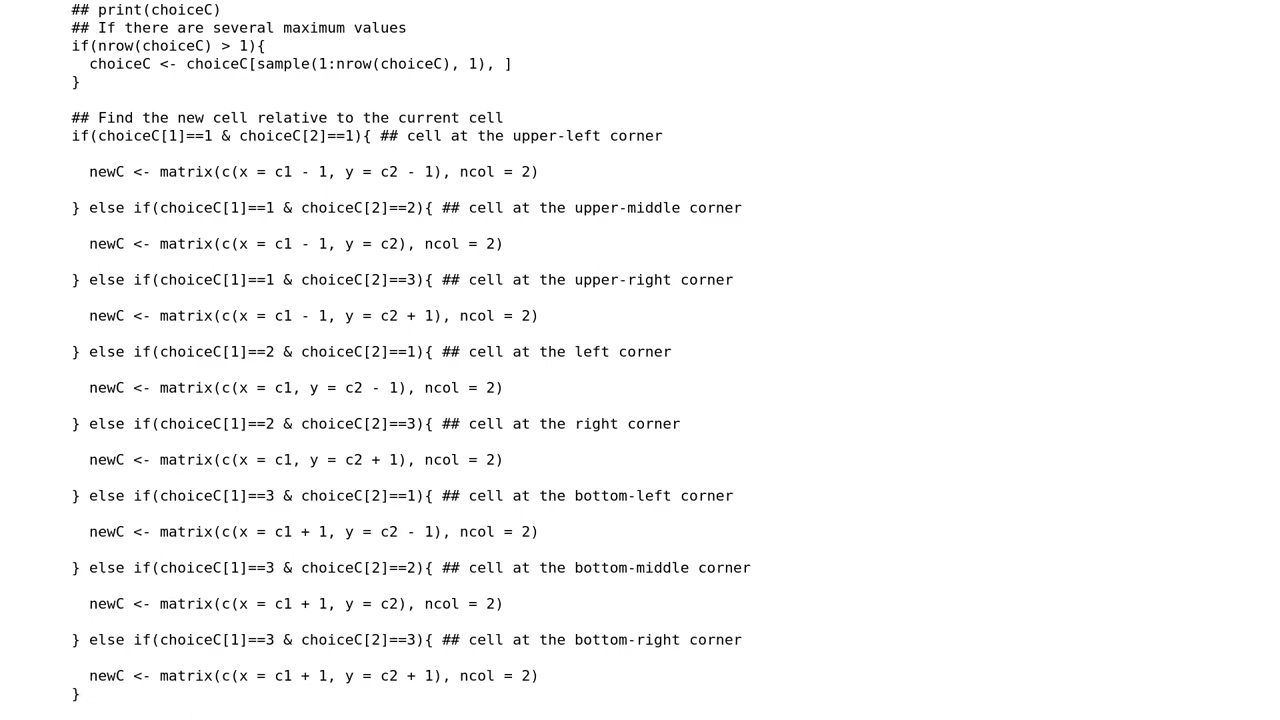 ## print(choiceC)
## If there are several maximum values
if(nrow(choiceC) > 1){
  choiceC <- choiceC[sample(1:nrow(choiceC), 1), ]
}
## Find the new cell relative to the current cell
if(choiceC[1]==1 & choiceC[2]==1){ ## cell at the upper-left corner
  newC <- matrix(c(x = c1 - 1, y = c2 - 1), ncol = 2)
} else if(choiceC[1]==1 & choiceC[2]==2){ ## cell at the upper-middle corner
  newC <- matrix(c(x = c1 - 1, y = c2), ncol = 2)
} else if(choiceC[1]==1 & choiceC[2]==3){ ## cell at the upper-right corner
  newC <- matrix(c(x = c1 - 1, y = c2 + 1), ncol = 2)
} else if(choiceC[1]==2 & choiceC[2]==1){ ## cell at the left corner
  newC <- matrix(c(x = c1, y = c2 - 1), ncol = 2)
} else if(choiceC[1]==2 & choiceC[2]==3){ ## cell at the right corner
  newC <- matrix(c(x = c1, y = c2 + 1), ncol = 2)
} else if(choiceC[1]==3 & choiceC[2]==1){ ## cell at the bottom-left corner
  newC <- matrix(c(x = c1 + 1, y = c2 - 1), ncol = 2)
} else if(choiceC[1]==3 & choiceC[2]==2){ ## cell at the bottom-middle corner
  newC <- matrix(c(x = c1 + 1, y = c2), ncol = 2)
} else if(choiceC[1]==3 & choiceC[2]==3){ ## cell at the bottom-right corner
  newC <- matrix(c(x = c1 + 1, y = c2 + 1), ncol = 2)
}